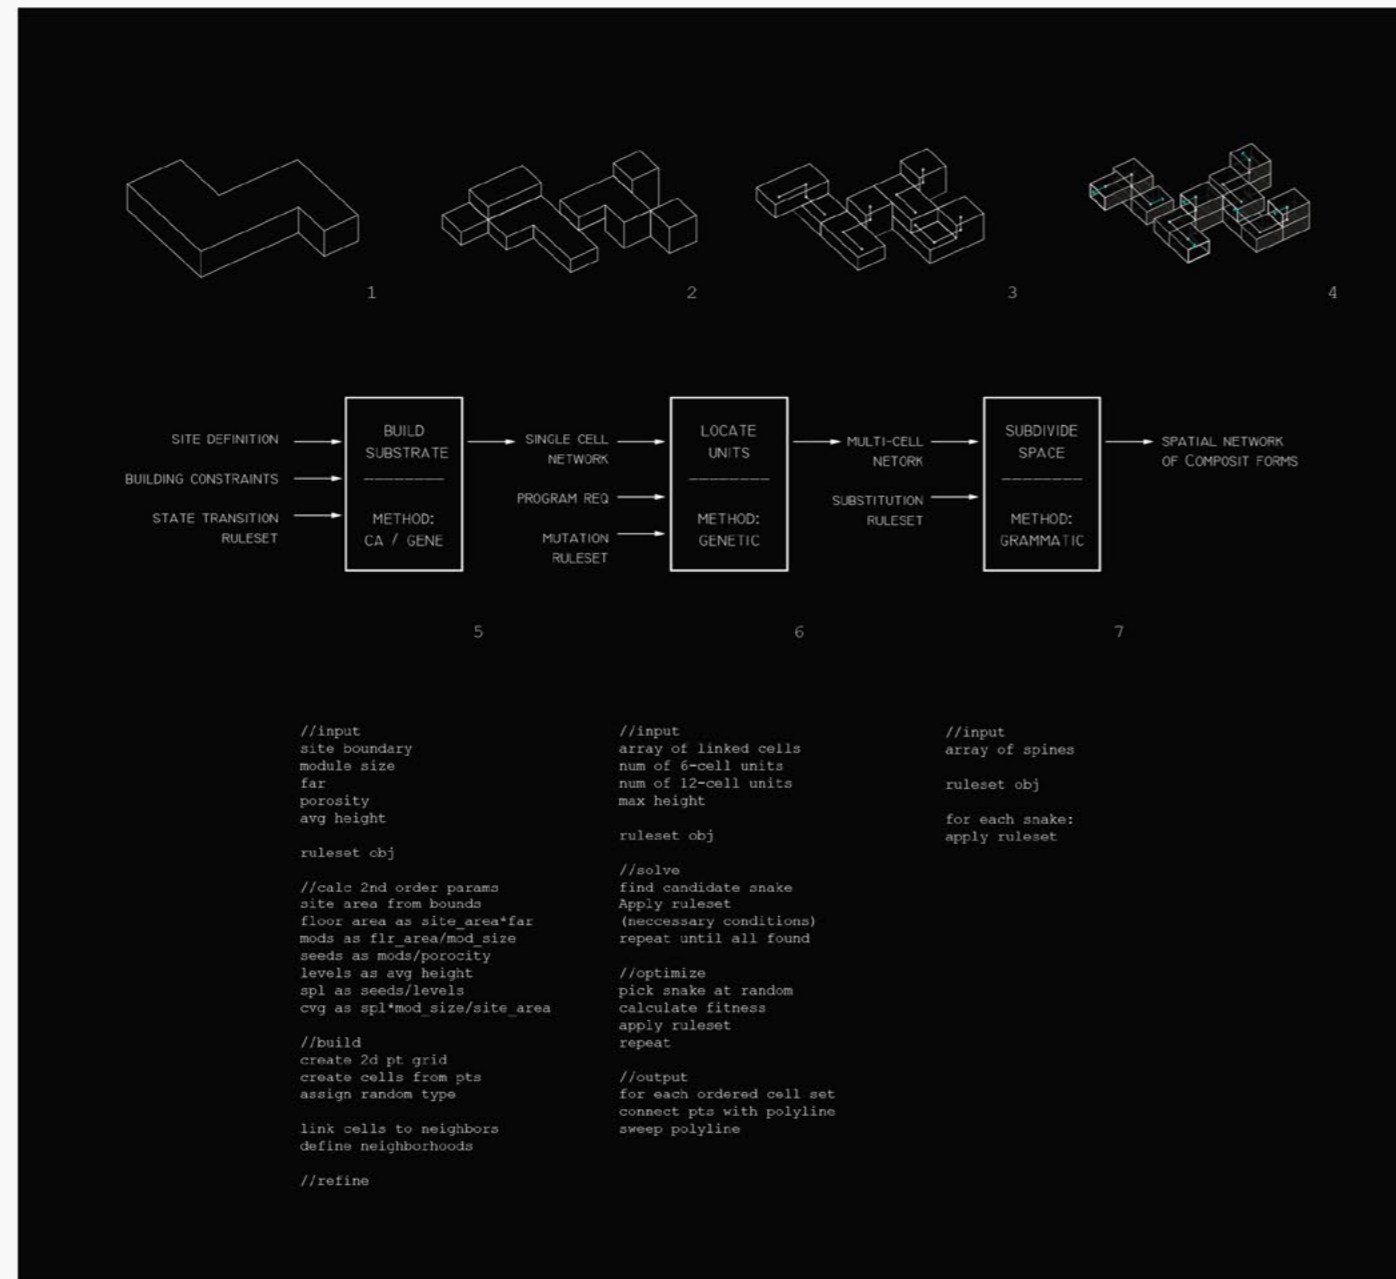 1
2
3
4
SITE DEFINITION
BUILDING CONSTRAINTS
STATE TRANSITION
RULESET
BUILD
SUBSTRATE
----------
METHOD:
CA / GENE
SINGLE CELL
NETWORK
PROGRAM REQ
MUTATION
RULESET
LOCATE
UNITS
----------
METHOD:
GENETIC
MULTI-CELL
NETORK
SUBSTITUTION
RULESET
SUBDIVIDE
SPACE
----------
METHOD:
GRAMMATIC
SPATIAL NETWORK
OF COMPOSIT FORMS
5
6
7
//input
site boundary
module size
far
porosity
avg height
ruleset obj
//calc 2nd order params
site area from bounds
floor area as site_area*far
mods as flr_area/mod_size
seeds as mods/porocity
levels as avg height
spl as seeds/levels
cvg as spl*mod_size/site_area
//build
create 2d pt grid
create cells from pts
assign random type
link cells to neighbors
define neighborhoods
//refine
//input
array of linked cells
num of 6-cell units
num of 12-cell units
max height
ruleset obj
//solve
find candidate snake
Apply ruleset
(neccessary conditions)
repeat until all found
//optimize
pick snake at random
calculate fitness
apply ruleset
repeat
//output
for each ordered cell set
connect pts with polyline
sweep polyline
//input
array of spines
ruleset obj
for each snake:
apply ruleset